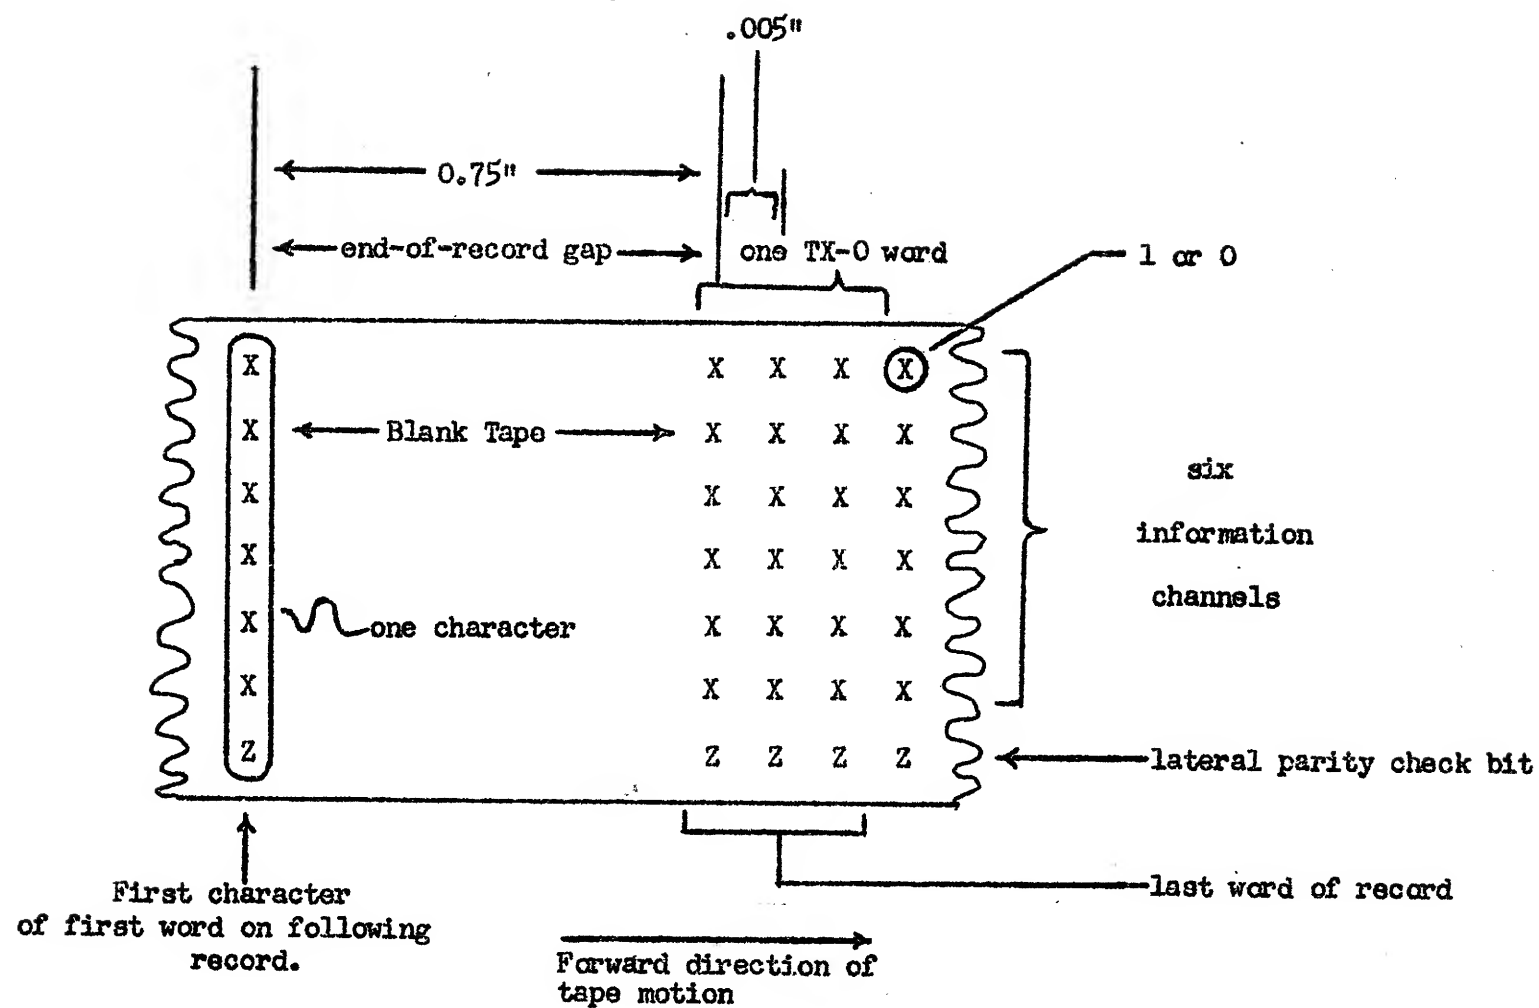 .005"
0.75"
end-of-record gap
one TX-0 word
1 or 0
X X X X X
X Blank Tape X X X X
X X X X X
X X X X X
X one character X X X X
X X X X X
Z Z Z Z Z
six
information
channels
lateral parity check bit
last word of record
First character
of first word on following
record.
Forward direction of
tape motion